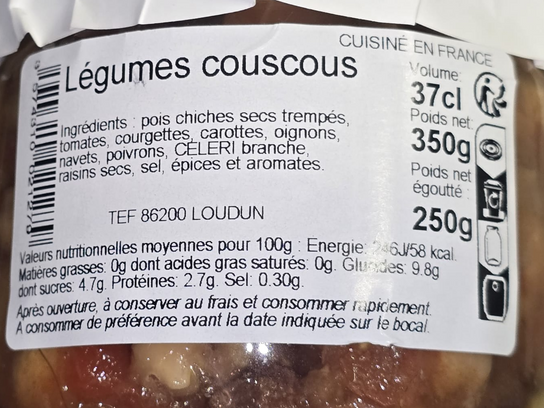 CUISINÉ EN FRANCE
Légumes couscous
Volume:
37cl
Poids net:
350g
Poids net
égoutté :
250g
Ingrédients : pois chiches secs trempés,
tomates, courgettes, carottes, oignons,
navets, poivrons, CÉLERI branche,
raisins secs, sel, épices et aromates.
TEF 86200 LOUDUN
Valeurs nutritionnelles moyennes pour 100g : Energie: /58 kcal.
Matières grasses: 0g dont acides gras saturés: 0g. Glucides: 9.8g
dont sucres: 4.7g. Protéines: 2.7g. Sel: 0.30g.
Après ouverture, à conserver au frais et consommer rapidement.
A consommer de préférence avant la date indiquée sur le bocal.